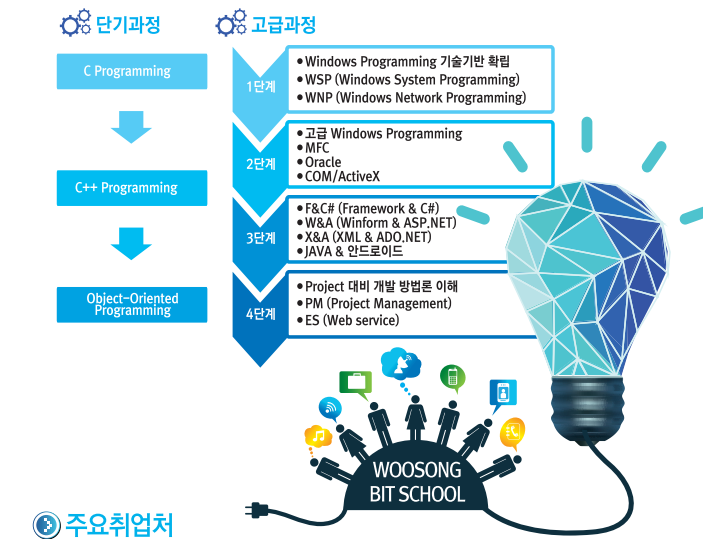 단기과정
C Programming
C++ Programming
Object-Oriented
Programming
고급과정
1단계
• Windows Programming 기술기반 확립
• WSP (Windows System Programming)
• WNP (Windows Network Programming)
2단계
• 고급 Windows Programming
• MFC
• Oracle
• COM/ActiveX
3단계
• F&C# (Framework & C#)
• W&A (Winform & ASP.NET)
• X&A (XML & ADO.NET)
• JAVA & 안드로이드
4단계
• Project 대비 개발 방법론 이해
• PM (Project Management)
• ES (Web service)
WOOSONG
BIT SCHOOL
주요취업처